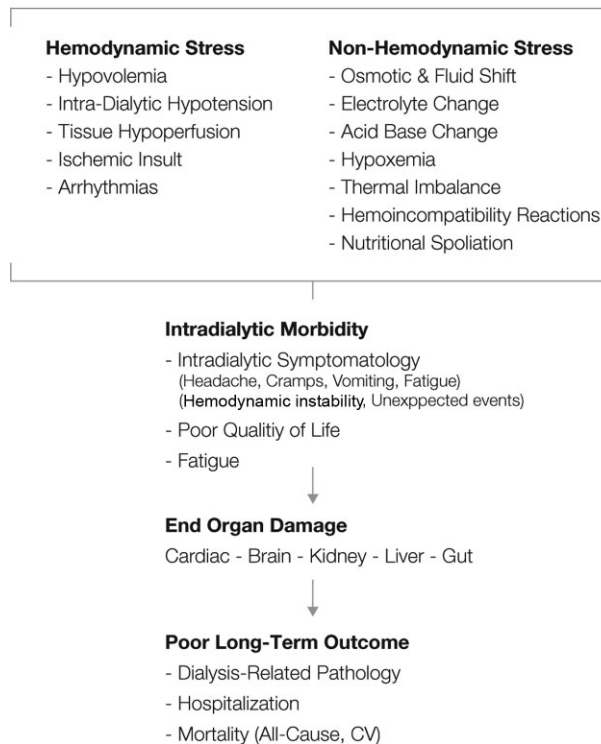 Hemodynamic Stress
- Hypovolemia
- Intra-Dialytic Hypotension
- Tissue Hypoperfusion
- Ischemic Insult
- Arrhythmias
Non-Hemodynamic Stress
- Osmotic & Fluid Shift
- Electrolyte Change
- Acid Base Change
- Hypoxemia
- Thermal Imbalance
- Hemoincompatibility Reactions
- Nutritional Spoliation
Intradialytic Morbidity
- Intradialytic Symptomatology
(Headache, Cramps, Vomiting, Fatigue)
(Hemodynamic instability, Unexppected events)
- Poor Qualitiy of Life
- Fatigue
End Organ Damage
Cardiac - Brain - Kidney - Liver - Gut
Poor Long-Term Outcome
- Dialysis-Related Pathology
- Hospitalization
- Mortality (All-Cause, CV)